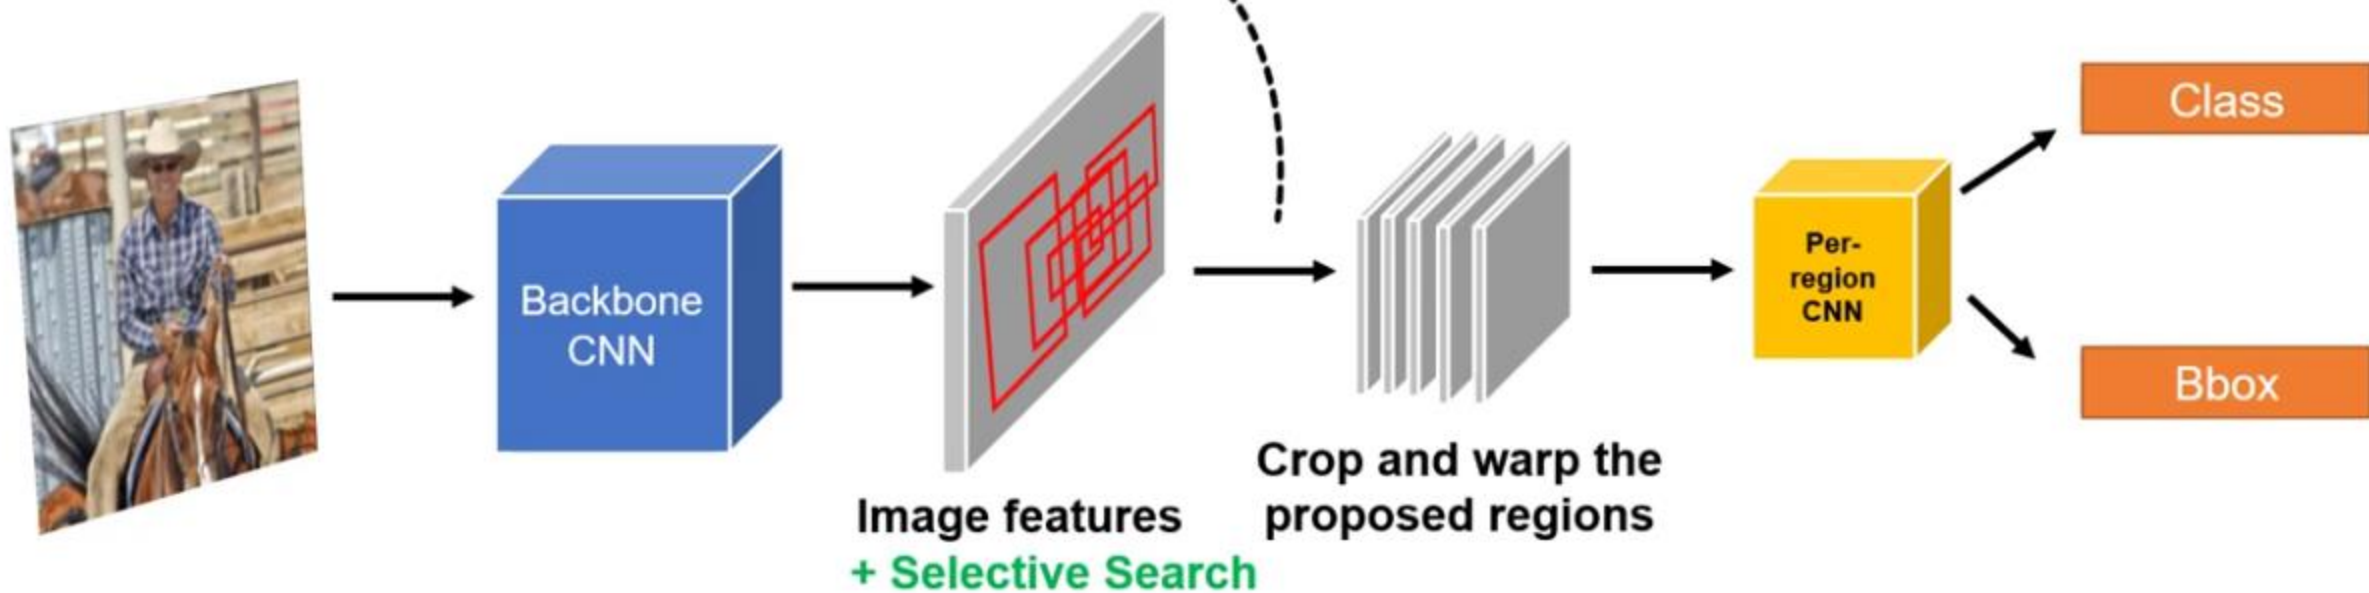 Backbone
CNN
Image features
+ Selective Search
Crop and warp the
proposed regions
Per-
region
CNN
Class
Bbox